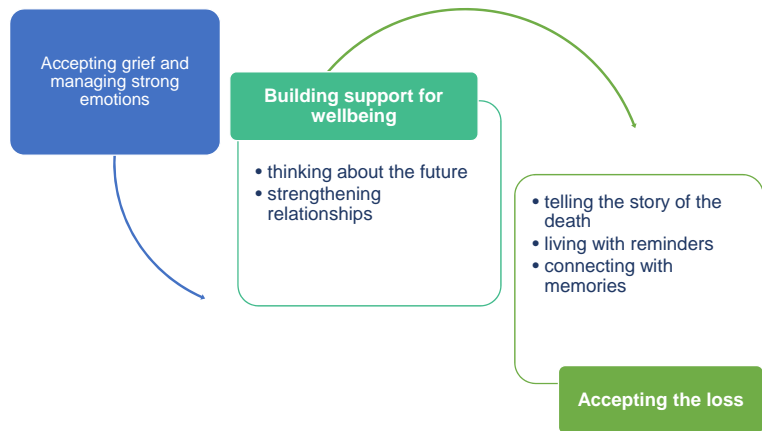 Accepting grief and
managing strong
emotions
Building support for
wellbeing
• thinking about the future
• strengthening
relationships
• telling the story of the
death
• living with reminders
• connecting with
memories
Accepting the loss